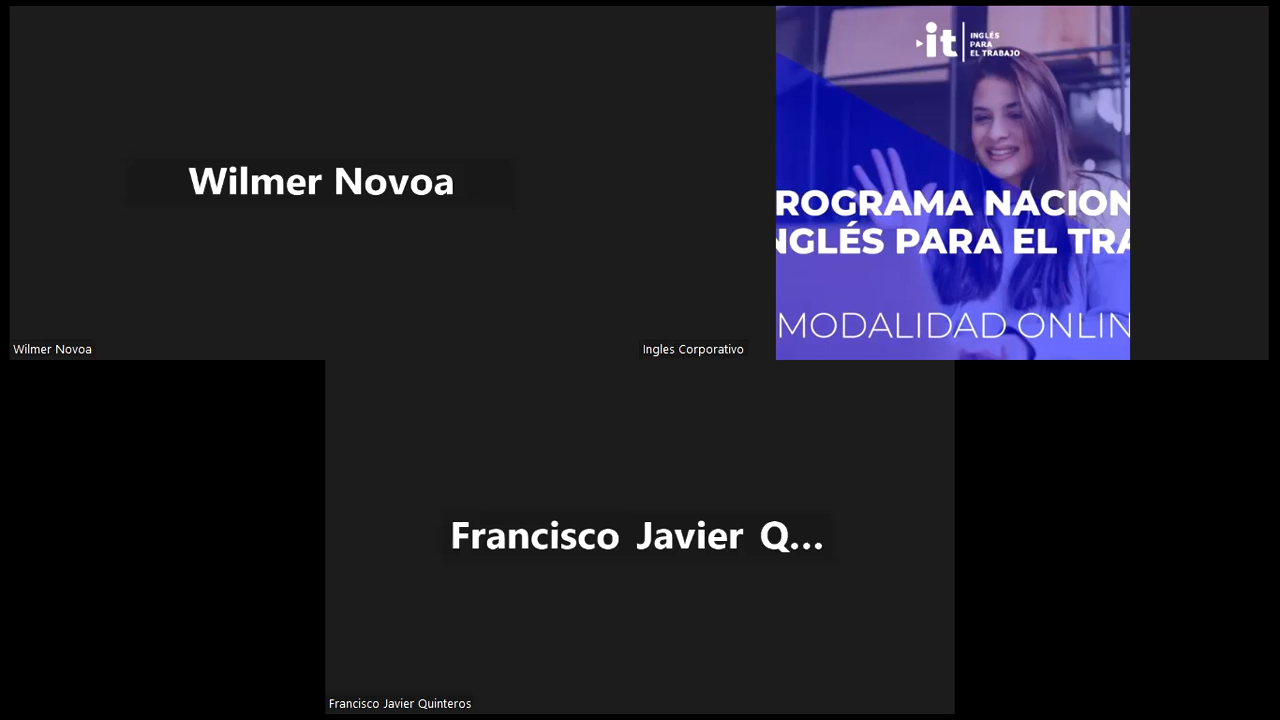 Wilmer Novoa
Wilmer Novoa
it
INGLÉS
PARA
EL TRABAJO
ROGRAMA NACION
NGLÉS PARA EL TRA
MODALIDAD ONLIN
Ingles Corporativo
Francisco Javier Q...
Francisco Javier Quinteros